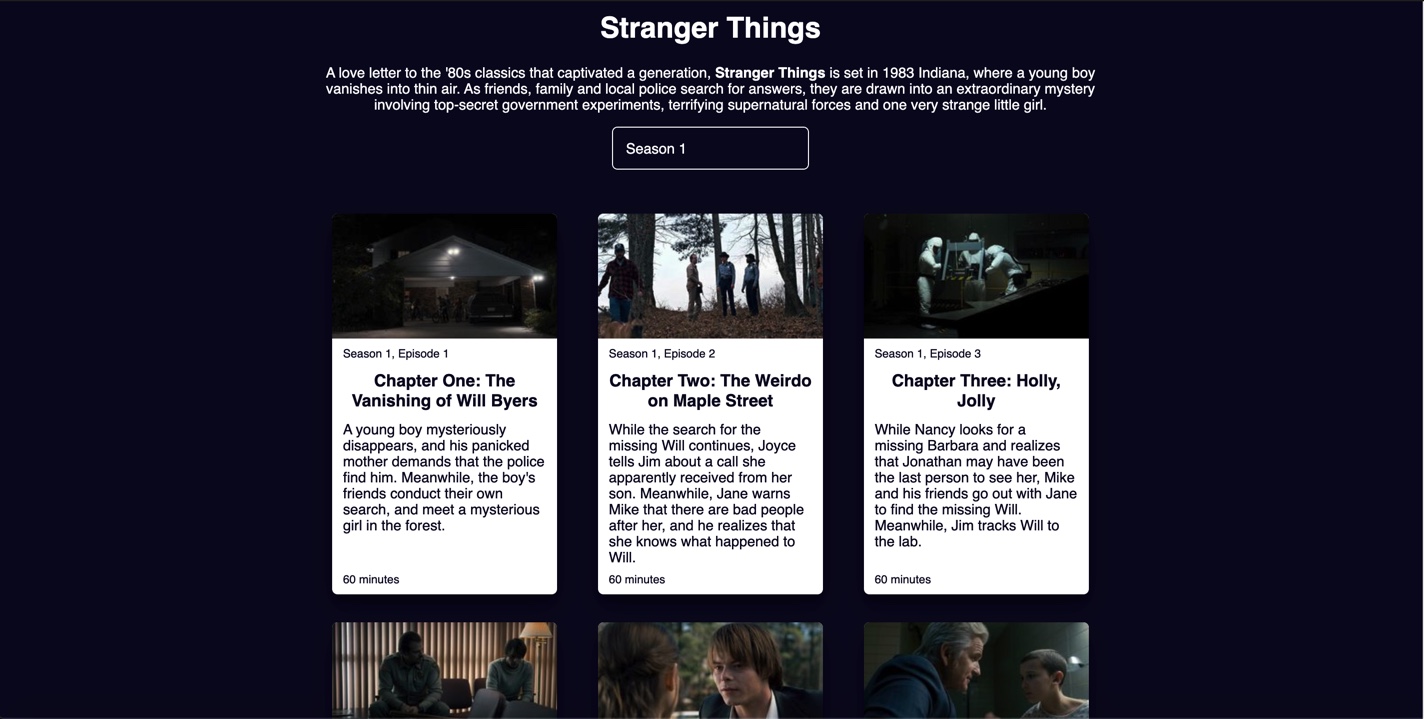 Stranger Things
A love letter to the '80s classics that captivated a generation, Stranger Things is set in 1983 Indiana, where a young boy
vanishes into thin air. As friends, family and local police search for answers, they are drawn into an extraordinary mystery
involving top-secret government experiments, terrifying supernatural forces and one very strange little girl.
Season 1
Season 1, Episode 1
Chapter One: The
Vanishing of Will Byers
A young boy mysteriously
disappears, and his panicked
mother demands that the police
find him. Meanwhile, the boy's
friends conduct their own
search, and meet a mysterious
girl in the forest.
60 minutes
Season 1, Episode 2
Chapter Two: The Weirdo
on Maple Street
While the search for the
missing Will continues, Joyce
tells Jim about a call she
apparently received from her
son. Meanwhile, Jane warns
Mike that there are bad people
after her, and he realizes that
she knows what happened to
Will.
60 minutes
Season 1, Episode 3
Chapter Three: Holly,
Jolly
While Nancy looks for a
missing Barbara and realizes
that Jonathan may have been
the last person to see her, Mike
and his friends go out with Jane
to find the missing Will.
Meanwhile, Jim tracks Will to
the lab.
60 minutes